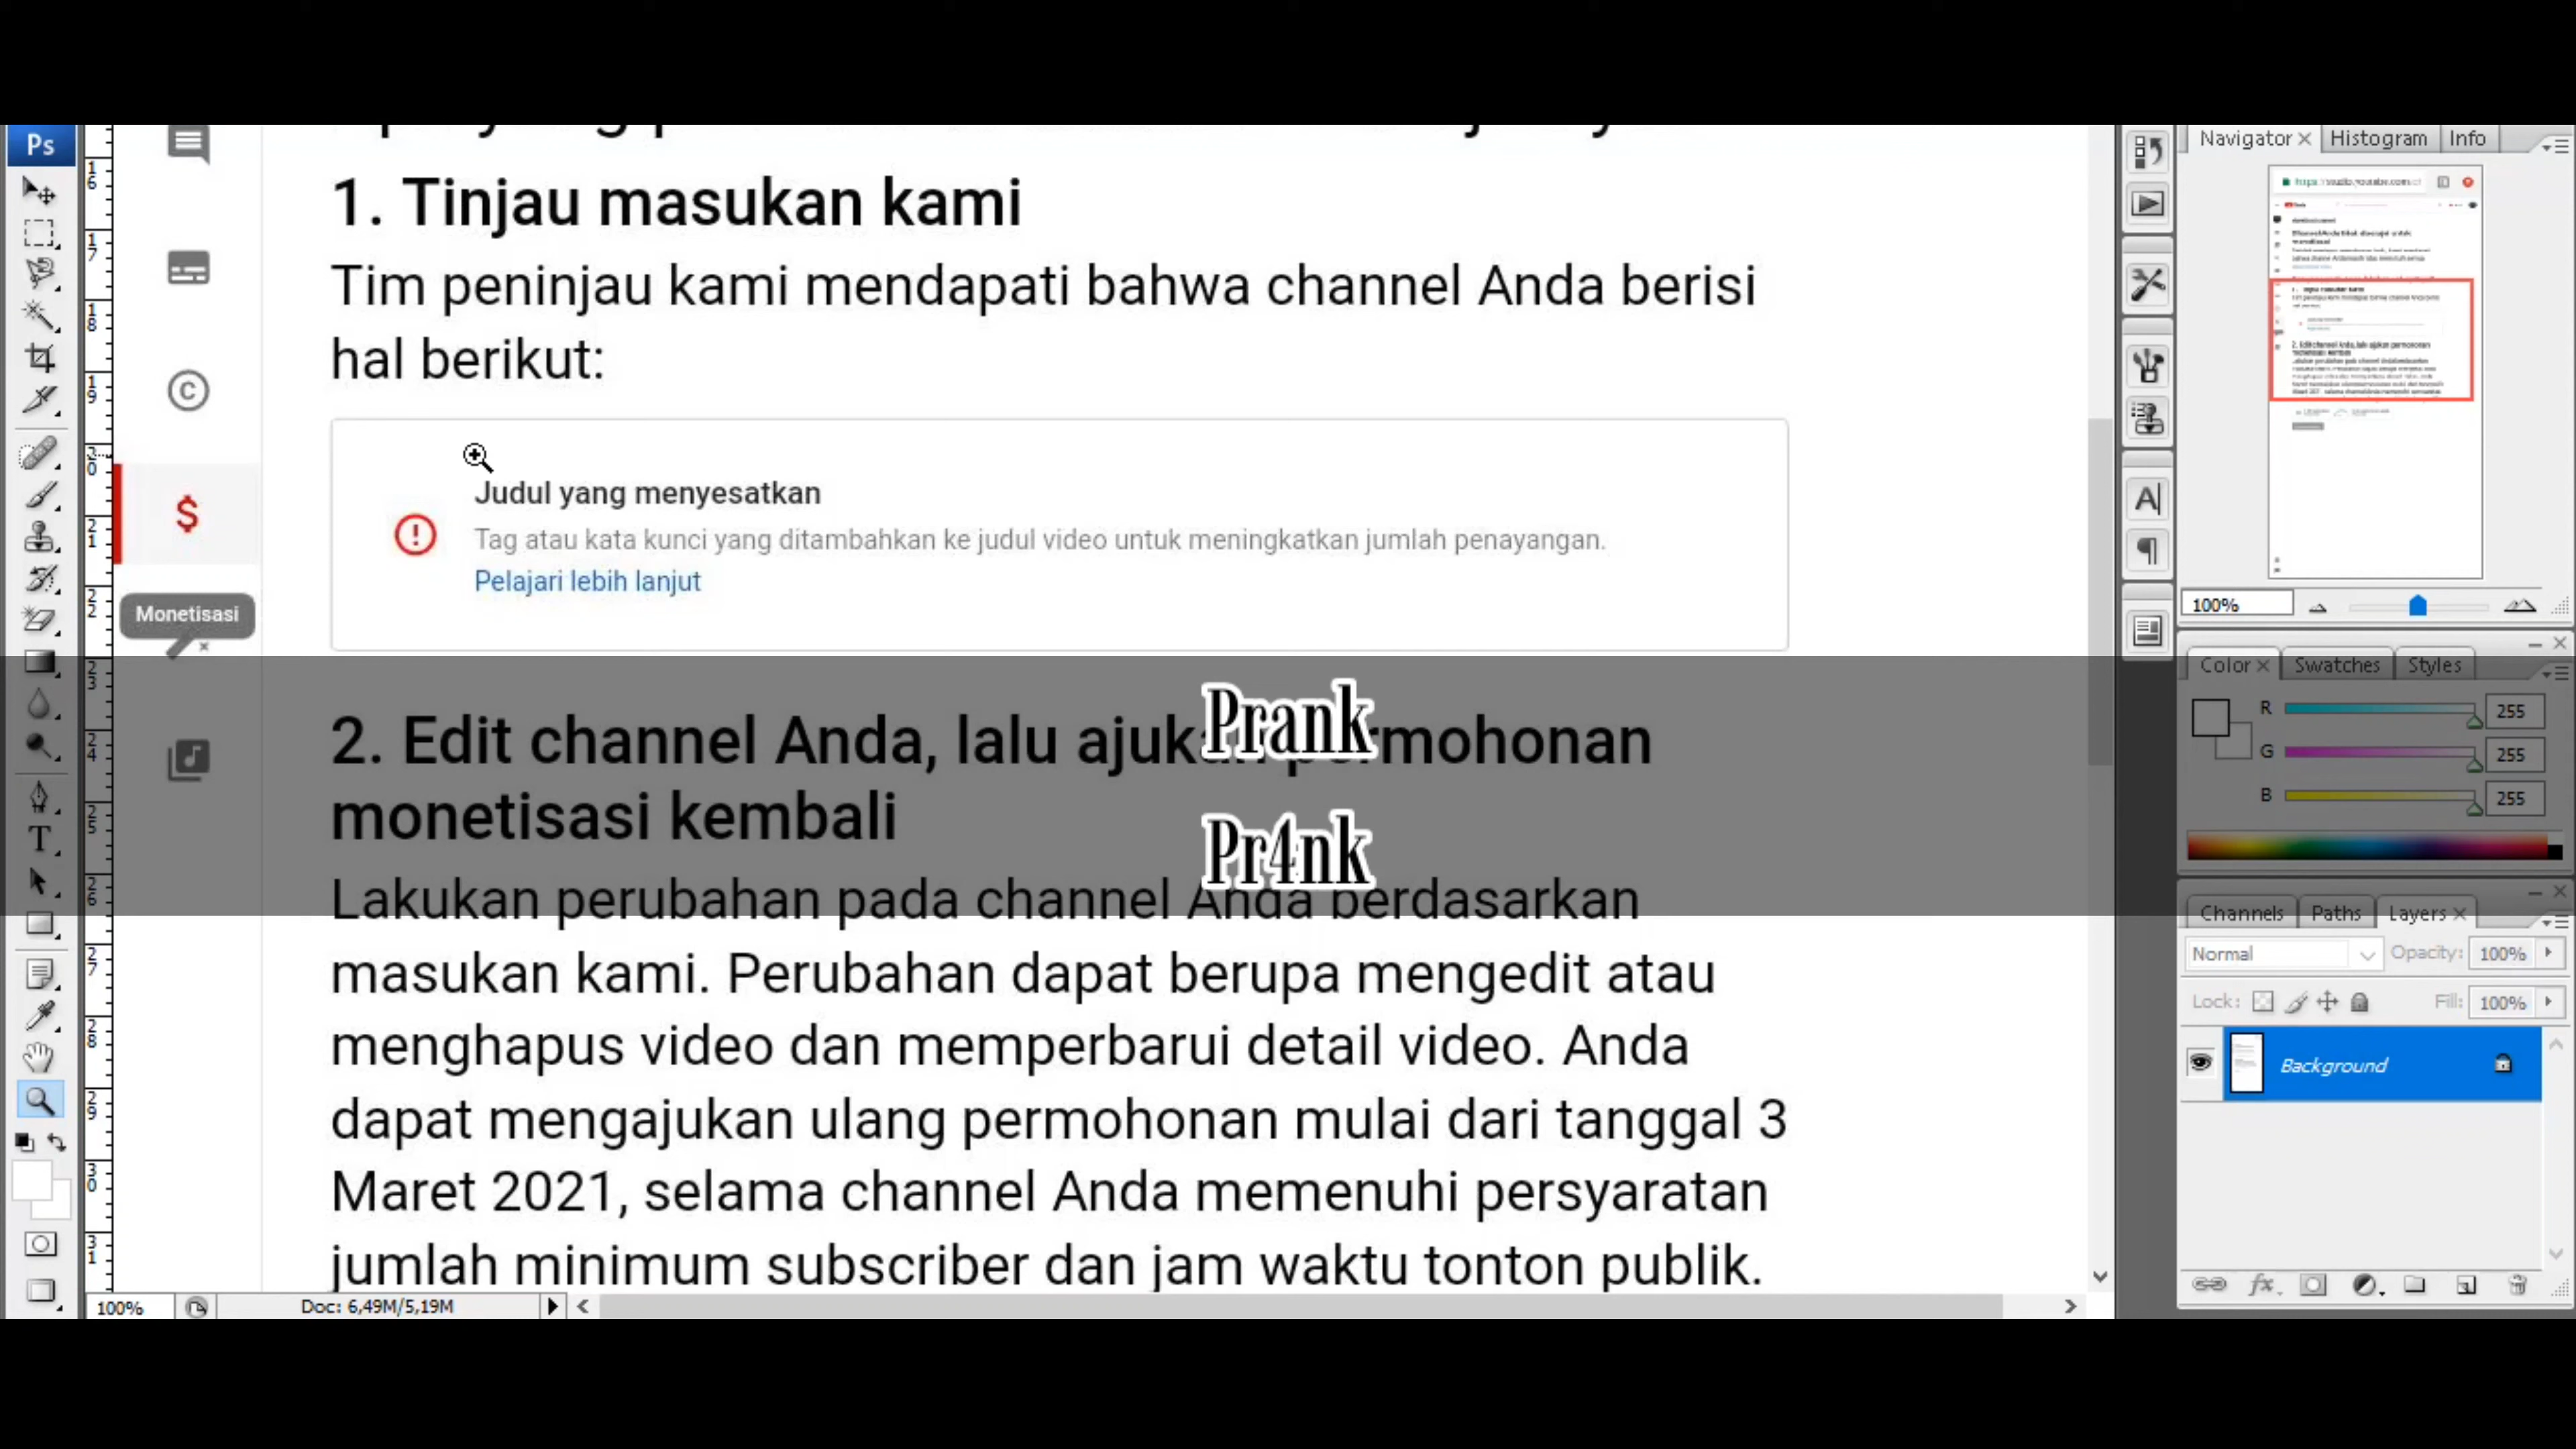 Ps
Navigator
Histogram
Info
1. Tinjau masukan kami
Tim peninjau kami mendapati bahwa channel Anda berisi
hal berikut:
Judul yang menyesatkan
Tag atau kata kunci yang ditambahkan ke judul video untuk meningkatkan jumlah penayangan.
Pelajari lebih lanjut
Monetisasi
2. Edit channel Anda, lalu ajukan permohonan
monetisasi kembali
Prank
Pr4nk
Lakukan perubahan pada channel Anda berdasarkan
masukan kami. Perubahan dapat berupa mengedit atau
menghapus video dan memperbarui detail video. Anda
dapat mengajukan ulang permohonan mulai dari tanggal 3
Maret 2021, selama channel Anda memenuhi persyaratan
jumlah minimum subscriber dan jam waktu tonton publik.
100%
Doc: 6,49M/5,19M
100%
Color
Swatches
Styles
R 255
G 255
B 255
Channels
Paths
Layers
Normal
Opacity: 100%
Lock:
Fill: 100%
Background